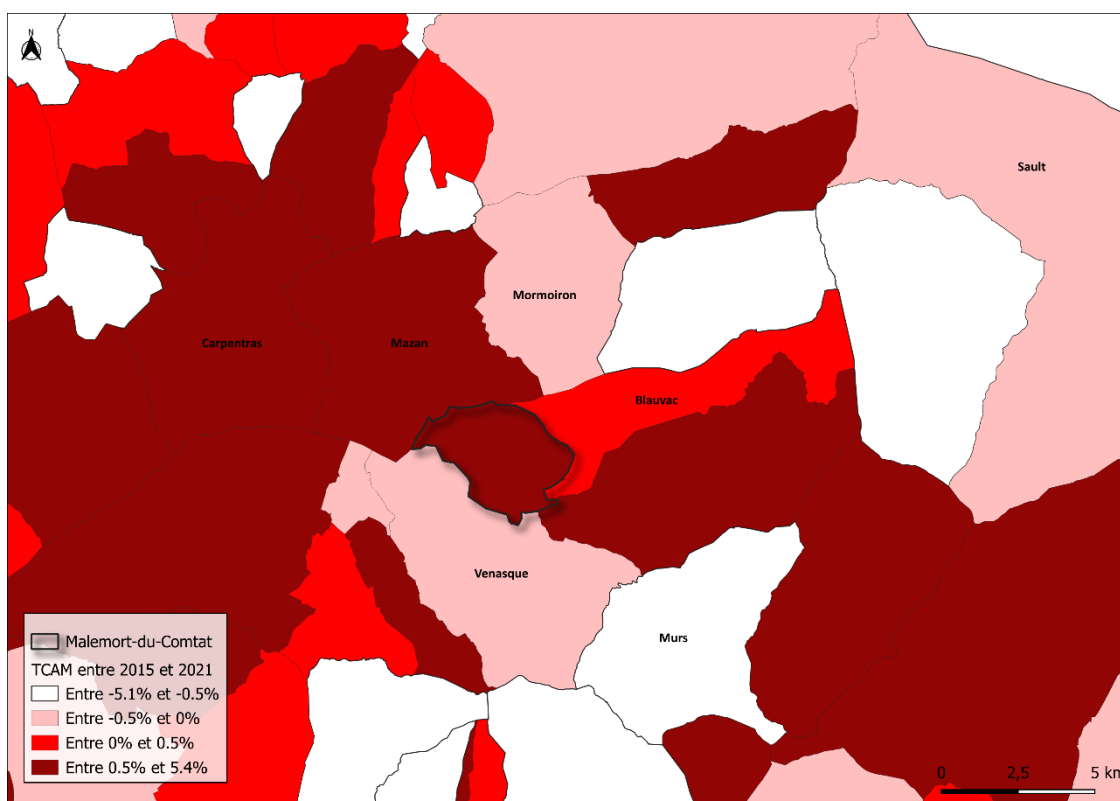 N
Sault
Mormoiron
Carpentras
Mazan
Blauvac
Venasque
Murs
Malemort-du-Comtat
TCAM entre 2015 et 2021
Entre -5.1% et -0.5%
Entre -0.5% et 0%
Entre 0% et 0.5%
Entre 0.5% et 5.4%
0 2,5 5 km